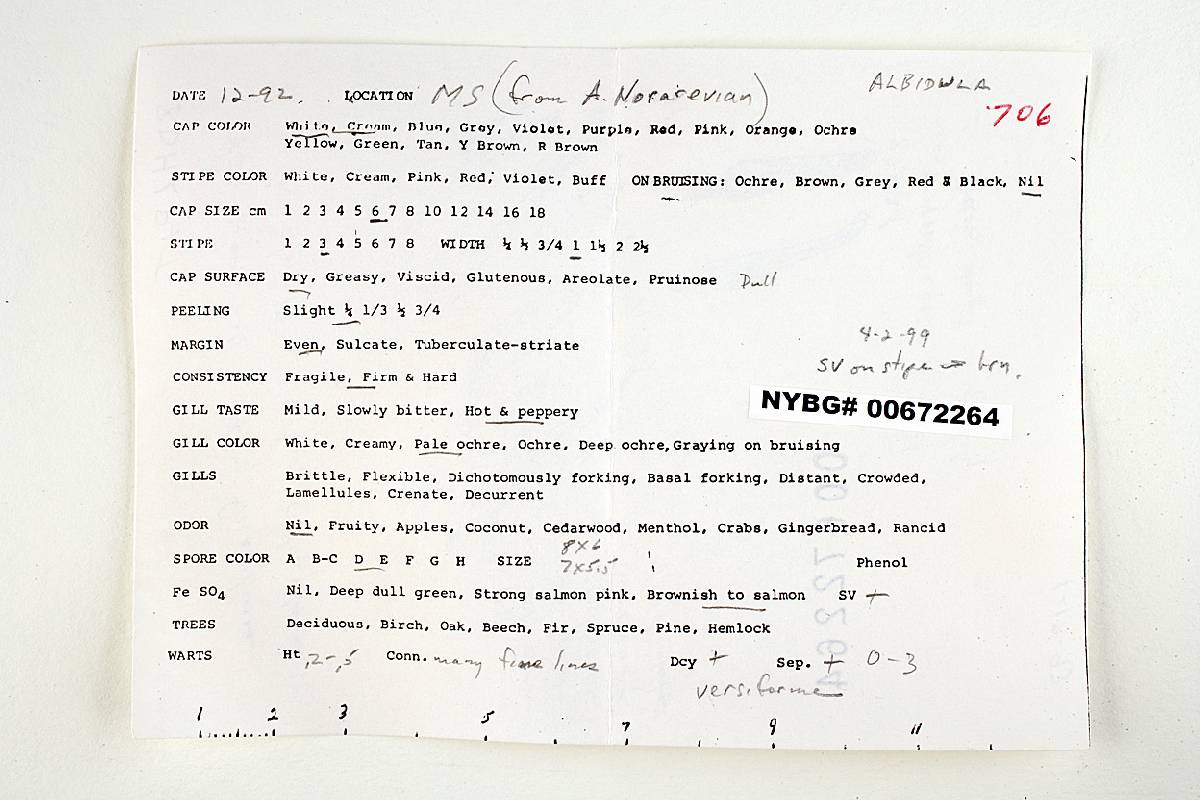 ALBIDULA
DATE 12-92. LOCATION MS (from A. Noratevian) 706
CAP COLOR White, Cream, Blue, Grey, Violet, Purple, Red, Pink, Orange, Ochre
Yellow, Green, Tan, Y Brown, R Brown
STIPE COLOR White, Cream, Pink, Red, Violet, Buff ON BRUISING: Ochre, Brown, Grey, Red & Black, Nil
CAP SIZE cm 1 2 3 4 5 6 7 8 10 12 14 16 18
STIPE 1 2 3 4 5 6 7 8 WIDTH ¼ ½ 3/4 1 1½ 2 2½
CAP SURFACE Dry, Greasy, Viscid, Glutenous, Areolate, Pruinose Dull
PEELING Slight ¼ 1/3 ½ 3/4
4-2-99
MARGIN Even, Sulcate, Tuberculate-striate
SV on stipe → brn.
CONSISTENCY Fragile, Firm & Hard
NYBG# 00672264
GILL TASTE Mild, Slowly bitter, Hot & peppery
GILL COLOR White, Creamy, Pale ochre, Ochre, Deep ochre, Graying on bruising
GILLS Brittle, Flexible, Dichotomously forking, Basal forking, Distant, Crowded,
Lamellules, Crenate, Decurrent
ODOR Nil, Fruity, Apples, Coconut, Cedarwood, Menthol, Crabs, Gingerbread, Rancid
8x6
SPORE COLOR A B-C D E F G H SIZE 7x5.5 Phenol
Fe SO4 Nil, Deep dull green, Strong salmon pink, Brownish to salmon SV +
TREES Deciduous, Birch, Oak, Beech, Fir, Spruce, Pine, Hemlock
WARTS Ht .2-.5 Conn. many fine lines Dcy + Sep. + 0-3
versiforme
1 2 3 5 7 9 11